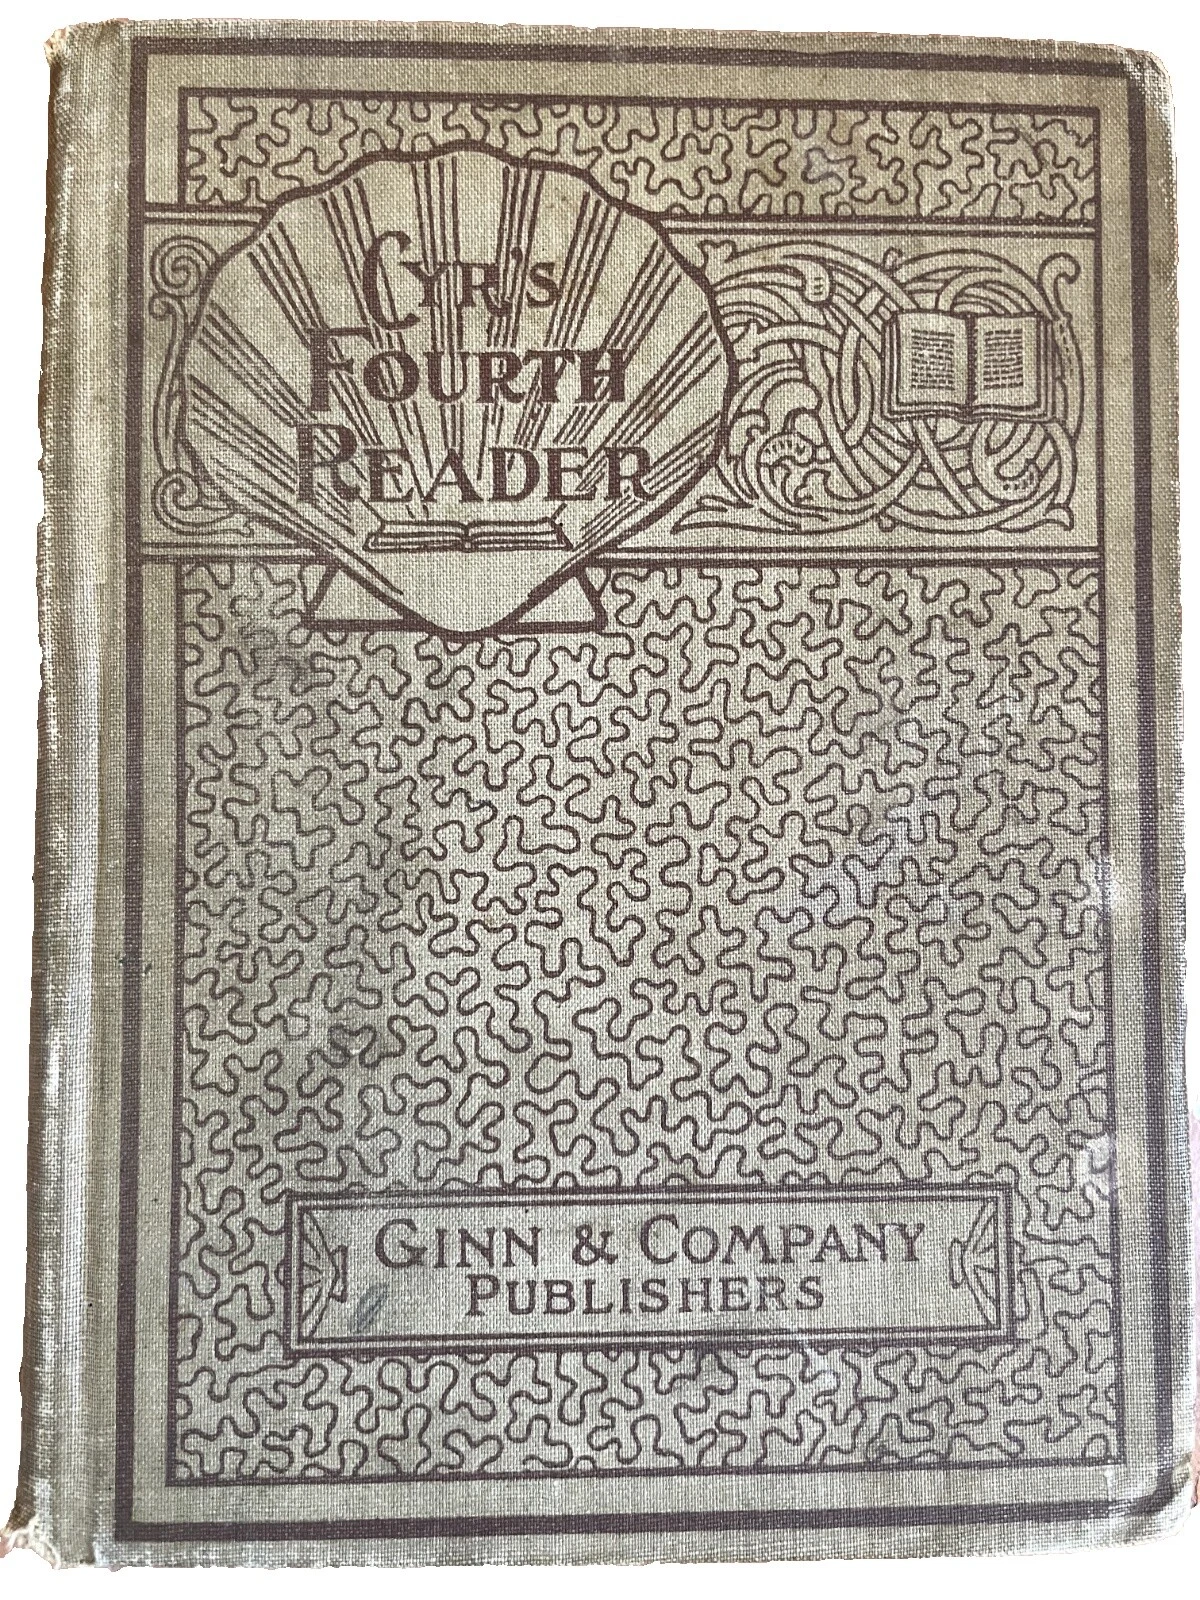 CYR'S
FOURTH
READER
GINN & COMPANY
PUBLISHERS